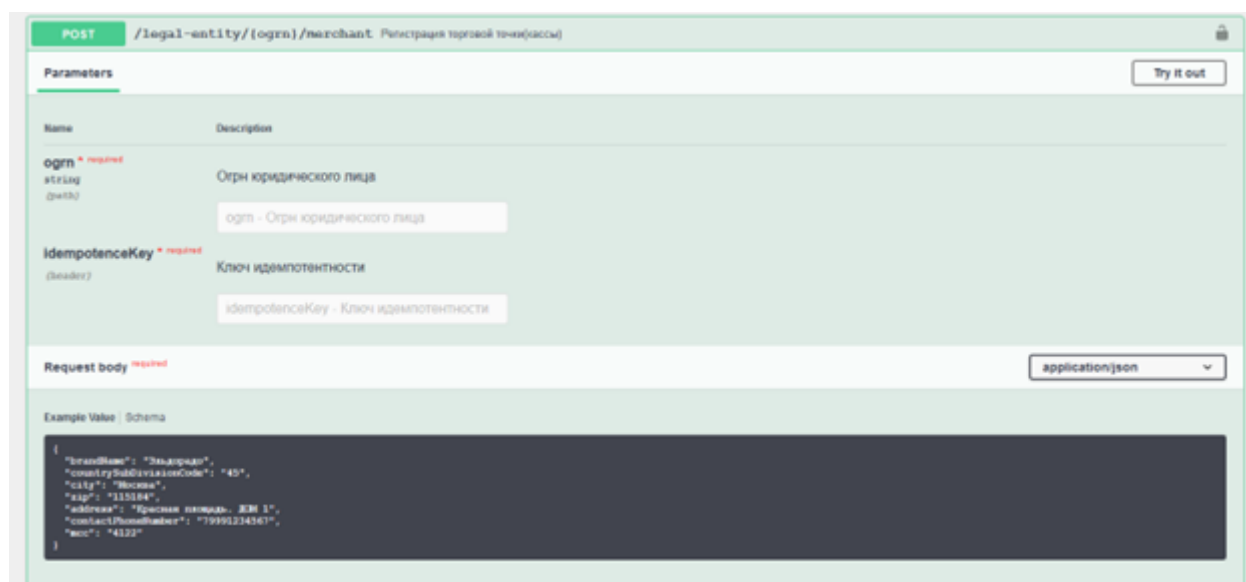 POST /legal-entity/{ogrn}/merchant Регистрация торговой точки(кассы)
Parameters
Try it out
Name Description
ogrn * required
string
(path)
Огрн юридического лица
ogrn - Огрн юридического лица
idempotenceKey * required
(header)
Ключ идемпотентности
idempotenceKey - Ключ идемпотентности
Request body required
application/json
Example Value | Schema
{
"brandName": "Эльдорадо",
"countrySubDivisionCode": "45",
"city": "Москва",
"zip": "115184",
"address": "Красная площадь. ДОМ 1",
"contactPhoneNumber": "79991234567",
"mcc": "4122"
}